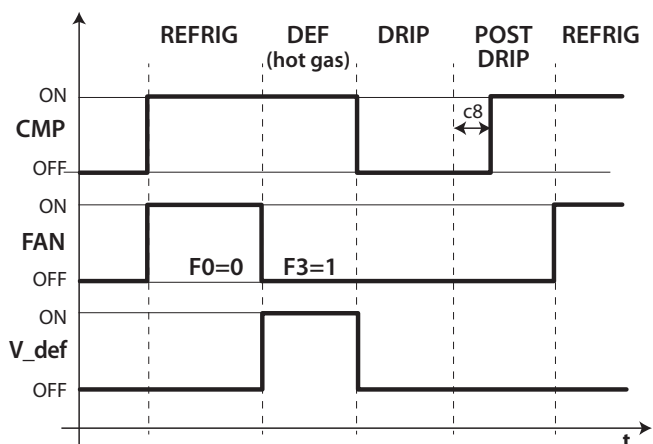 REFRIG DEF DRIP POST REFRIG
(hot gas) DRIP
ON
c8
CMP
OFF
ON
FAN
F0=0 F3=1
OFF
ON
V_def
OFF
t